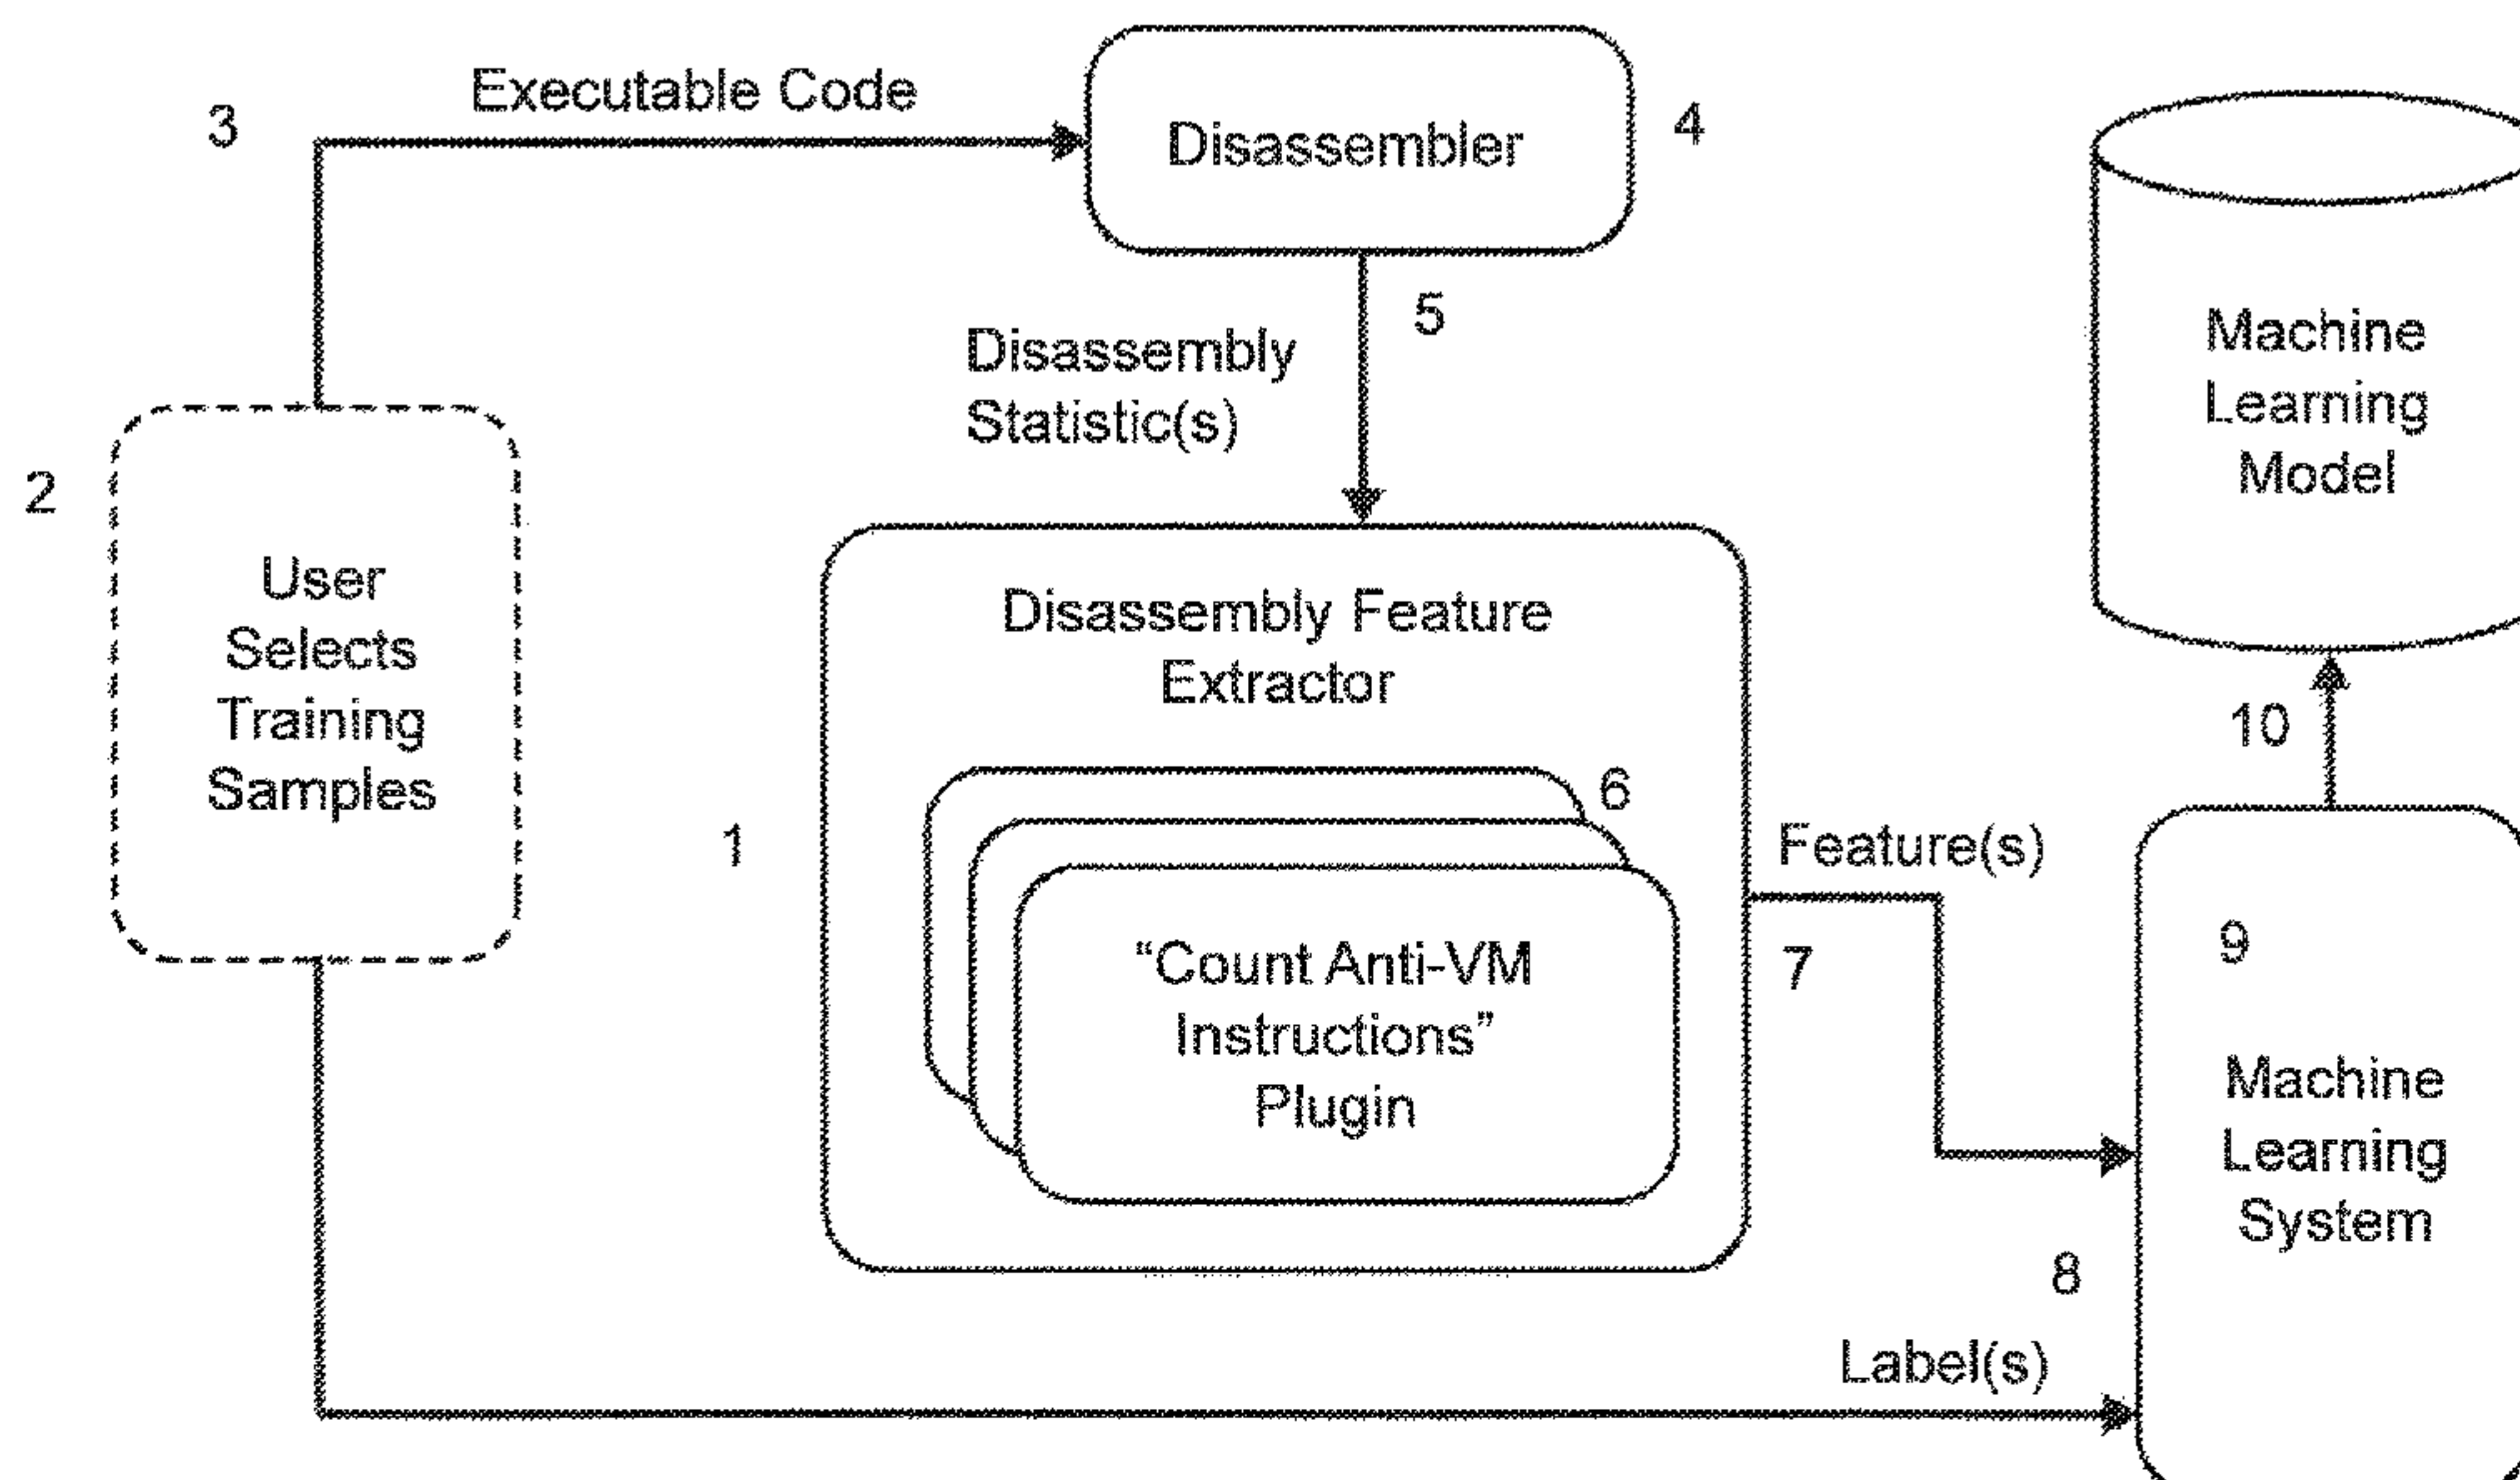 3
Executable Code
Disassembler
4
Disassembly
Statistic(s)
5
Machine
Learning
Model
2
User
Selects
Training
Samples
1
Disassembly Feature
Extractor
6
“Count Anti-VM
Instructions”
Plugin
Feature(s)
7
10
9
Machine
Learning
System
8
Label(s)